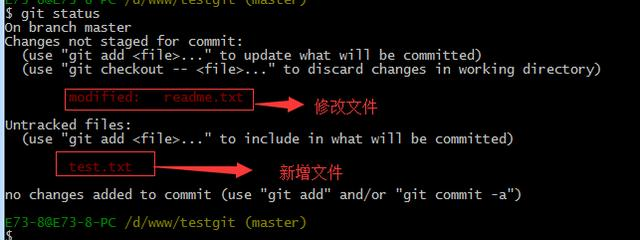 E73-8@E73-8-PC /d/www/testgit (master)
$ git status
On branch master
Changes not staged for commit:
(use "git add <file>..." to update what will be committed)
(use "git checkout -- <file>..." to discard changes in working directory)
modified: readme.txt
修改文件
Untracked files:
(use "git add <file>..." to include in what will be committed)
test.txt
新增文件
no changes added to commit (use "git add" and/or "git commit -a")
E73-8@E73-8-PC /d/www/testgit (master)
$